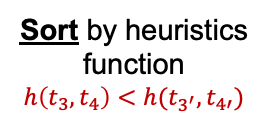 Sort by heuristics
function
h(t₃, t₄) < h(t₃′, t₄′)